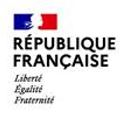 RÉPUBLIQUE
FRANÇAISE
Liberté
Égalité
Fraternité